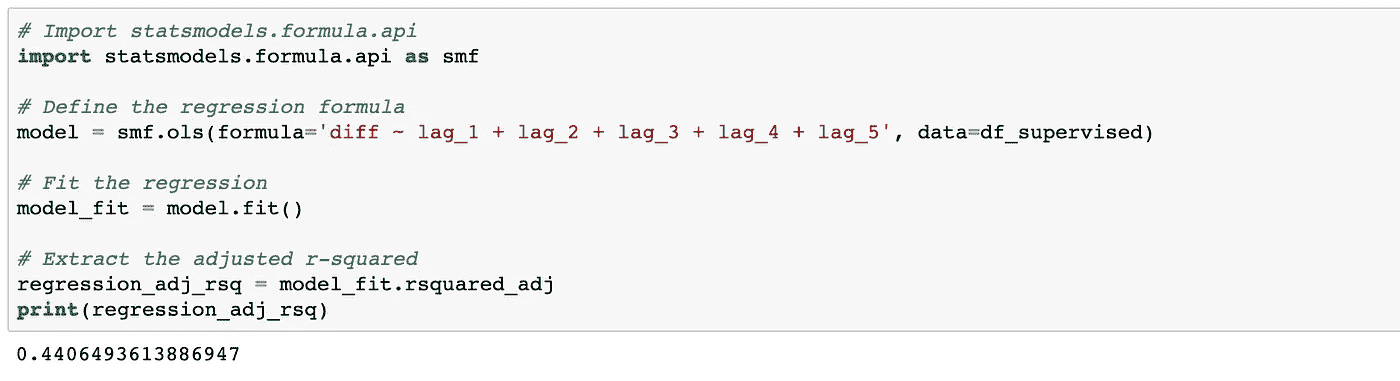 # Import statsmodels.formula.api
import statsmodels.formula.api as smf
# Define the regression formula
model = smf.ols(formula='diff ~ lag_1 + lag_2 + lag_3 + lag_4 + lag_5', data=df_supervised)
# Fit the regression
model_fit = model.fit()
# Extract the adjusted r-squared
regression_adj_rsq = model_fit.rsquared_adj
print(regression_adj_rsq)
0.4406493613886947